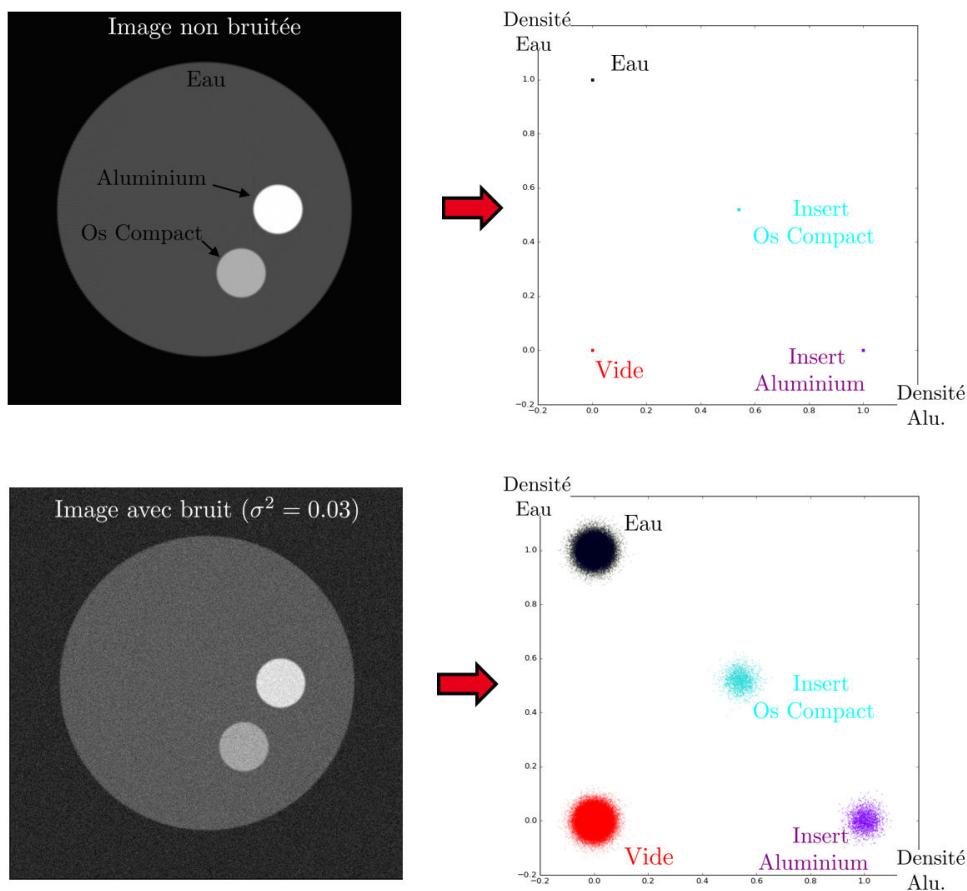 Image non bruitée
Eau
Aluminium
Os Compact
Densité
Eau
Eau
1.0
0.8
0.6
0.4
0.2
0.0
−0.2
Insert
Os Compact
Vide
Insert
Aluminium
Densité
Alu.
−0.2
0.0
0.2
0.4
0.6
0.8
1.0
Image avec bruit (σ² = 0.03)
Densité
Eau
Eau
1.0
0.8
0.6
0.4
0.2
0.0
−0.2
Insert
Os Compact
Vide
Insert
Aluminium
Densité
Alu.
−0.2
0.0
0.2
0.4
0.6
0.8
1.0